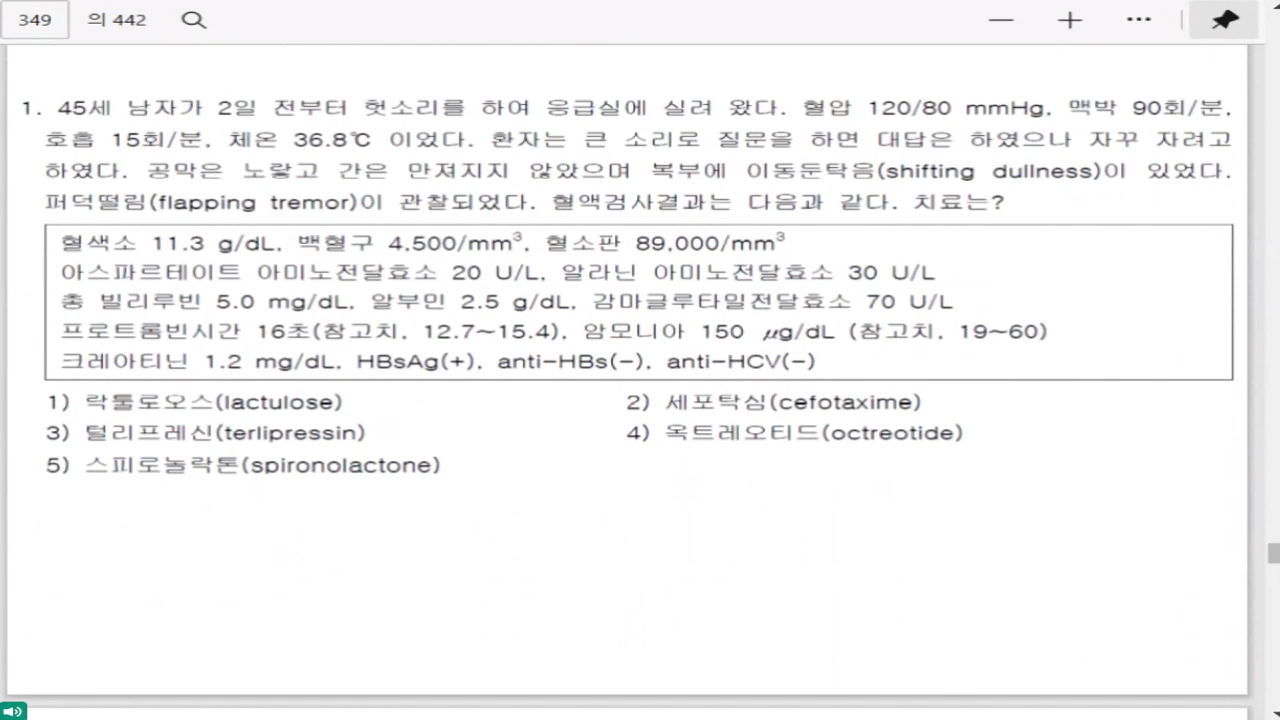 349 의 442
1. 45세 남자가 2일 전부터 헛소리를 하여 응급실에 실려 왔다. 혈압 120/80 mmHg, 맥박 90회/분,
호흡 15회/분, 체온 36.8℃ 이었다. 환자는 큰 소리로 질문을 하면 대답은 하였으나 자꾸 자려고
하였다. 공막은 노랗고 간은 만져지지 않았으며 복부에 이동둔탁음(shifting dullness)이 있었다.
퍼덕떨림(flapping tremor)이 관찰되었다. 혈액검사결과는 다음과 같다. 치료는?
혈색소 11.3 g/dL, 백혈구 4,500/mm³, 혈소판 89,000/mm³
아스파르테이트 아미노전달효소 20 U/L, 알라닌 아미노전달효소 30 U/L
총 빌리루빈 5.0 mg/dL, 알부민 2.5 g/dL, 감마글루타밀전달효소 70 U/L
프로트롬빈시간 16초(참고치, 12.7~15.4), 암모니아 150 μg/dL (참고치, 19~60)
크레아티닌 1.2 mg/dL, HBsAg(+), anti-HBs(-), anti-HCV(-)
1) 락툴로오스(lactulose) 2) 세포탁심(cefotaxime)
3) 털리프레신(terlipressin) 4) 옥트레오티드(octreotide)
5) 스피로놀락톤(spironolactone)